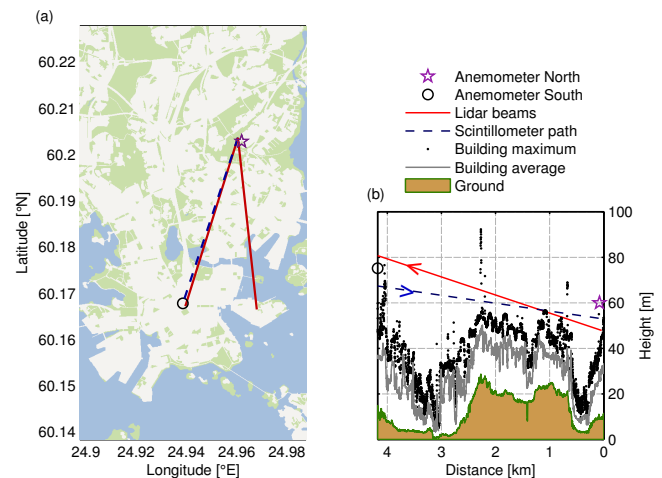 (a)
60.22
60.21
60.2
60.19
60.18
60.17
60.16
60.15
60.14
Latitude [°N]
24.9 24.92 24.94 24.96 24.98
Longitude [°E]
Anemometer North
Anemometer South
Lidar beams
Scintillometer path
Building maximum
Building average
Ground
(b)
100
80
60
40
20
0
Height [m]
4 3 2 1 0
Distance [km]